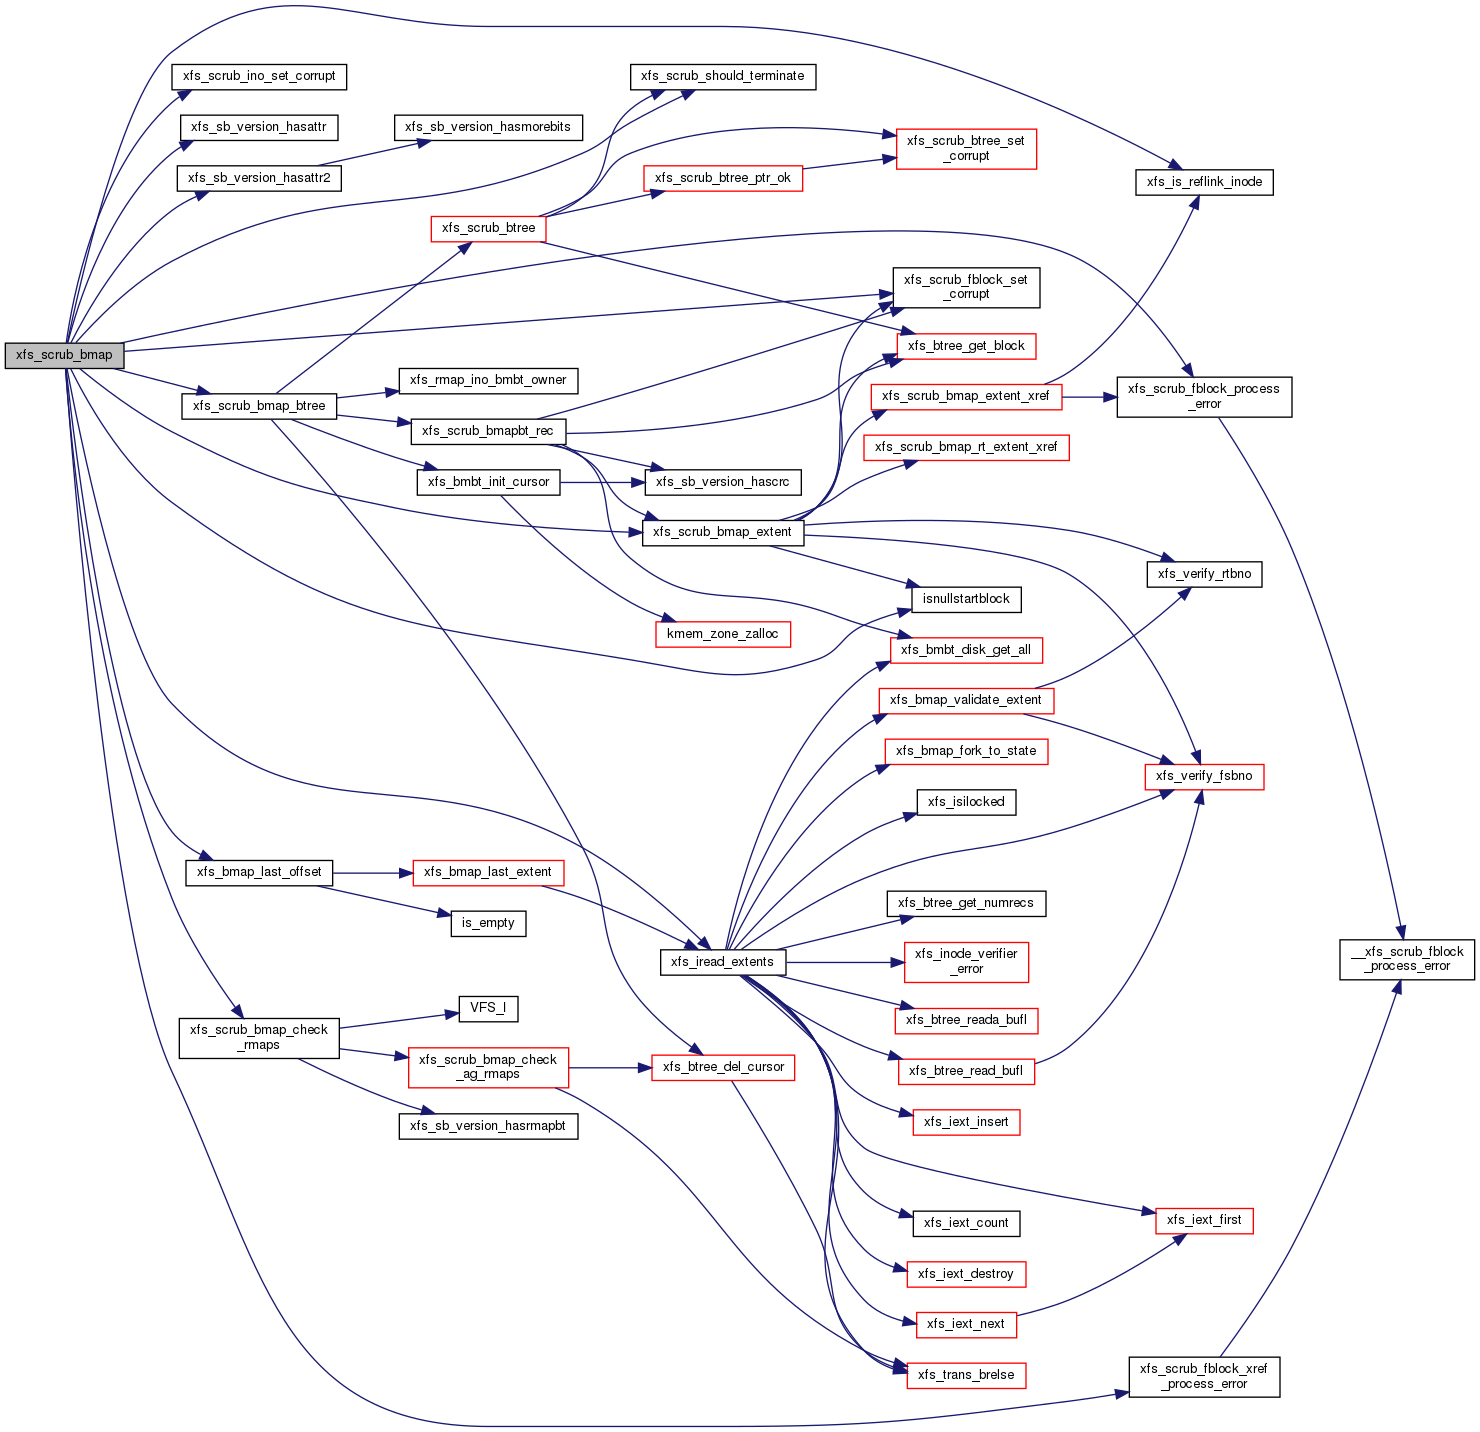 xfs_scrub_ino_set_corrupt
xfs_scrub_should_terminate
xfs_sb_version_hasattr
xfs_sb_version_hasmorebits
xfs_scrub_btree_set
_corrupt
xfs_sb_version_hasattr2
xfs_scrub_btree_ptr_ok
xfs_is_reflink_inode
xfs_scrub_btree
xfs_scrub_fblock_set
_corrupt
xfs_btree_get_block
xfs_scrub_bmap
xfs_rmap_ino_bmbt_owner
xfs_scrub_bmap_extent_xref
xfs_scrub_fblock_process
_error
xfs_scrub_bmap_btree
xfs_scrub_bmapbt_rec
xfs_scrub_bmap_rt_extent_xref
xfs_bmbt_init_cursor
xfs_sb_version_hascrc
xfs_scrub_bmap_extent
xfs_verify_rtbno
isnullstartblock
kmem_zone_zalloc
xfs_bmbt_disk_get_all
xfs_bmap_validate_extent
xfs_bmap_fork_to_state
xfs_verify_fsbno
xfs_isilocked
xfs_bmap_last_offset
xfs_bmap_last_extent
xfs_btree_get_numrecs
is_empty
xfs_iread_extents
xfs_inode_verifier
_error
__xfs_scrub_fblock
_process_error
VFS_I
xfs_btree_reada_bufl
xfs_scrub_bmap_check
_rmaps
xfs_scrub_bmap_check
_ag_rmaps
xfs_btree_del_cursor
xfs_btree_read_bufl
xfs_iext_insert
xfs_sb_version_hasrmapbt
xfs_iext_count
xfs_iext_first
xfs_iext_destroy
xfs_iext_next
xfs_trans_brelse
xfs_scrub_fblock_xref
_process_error